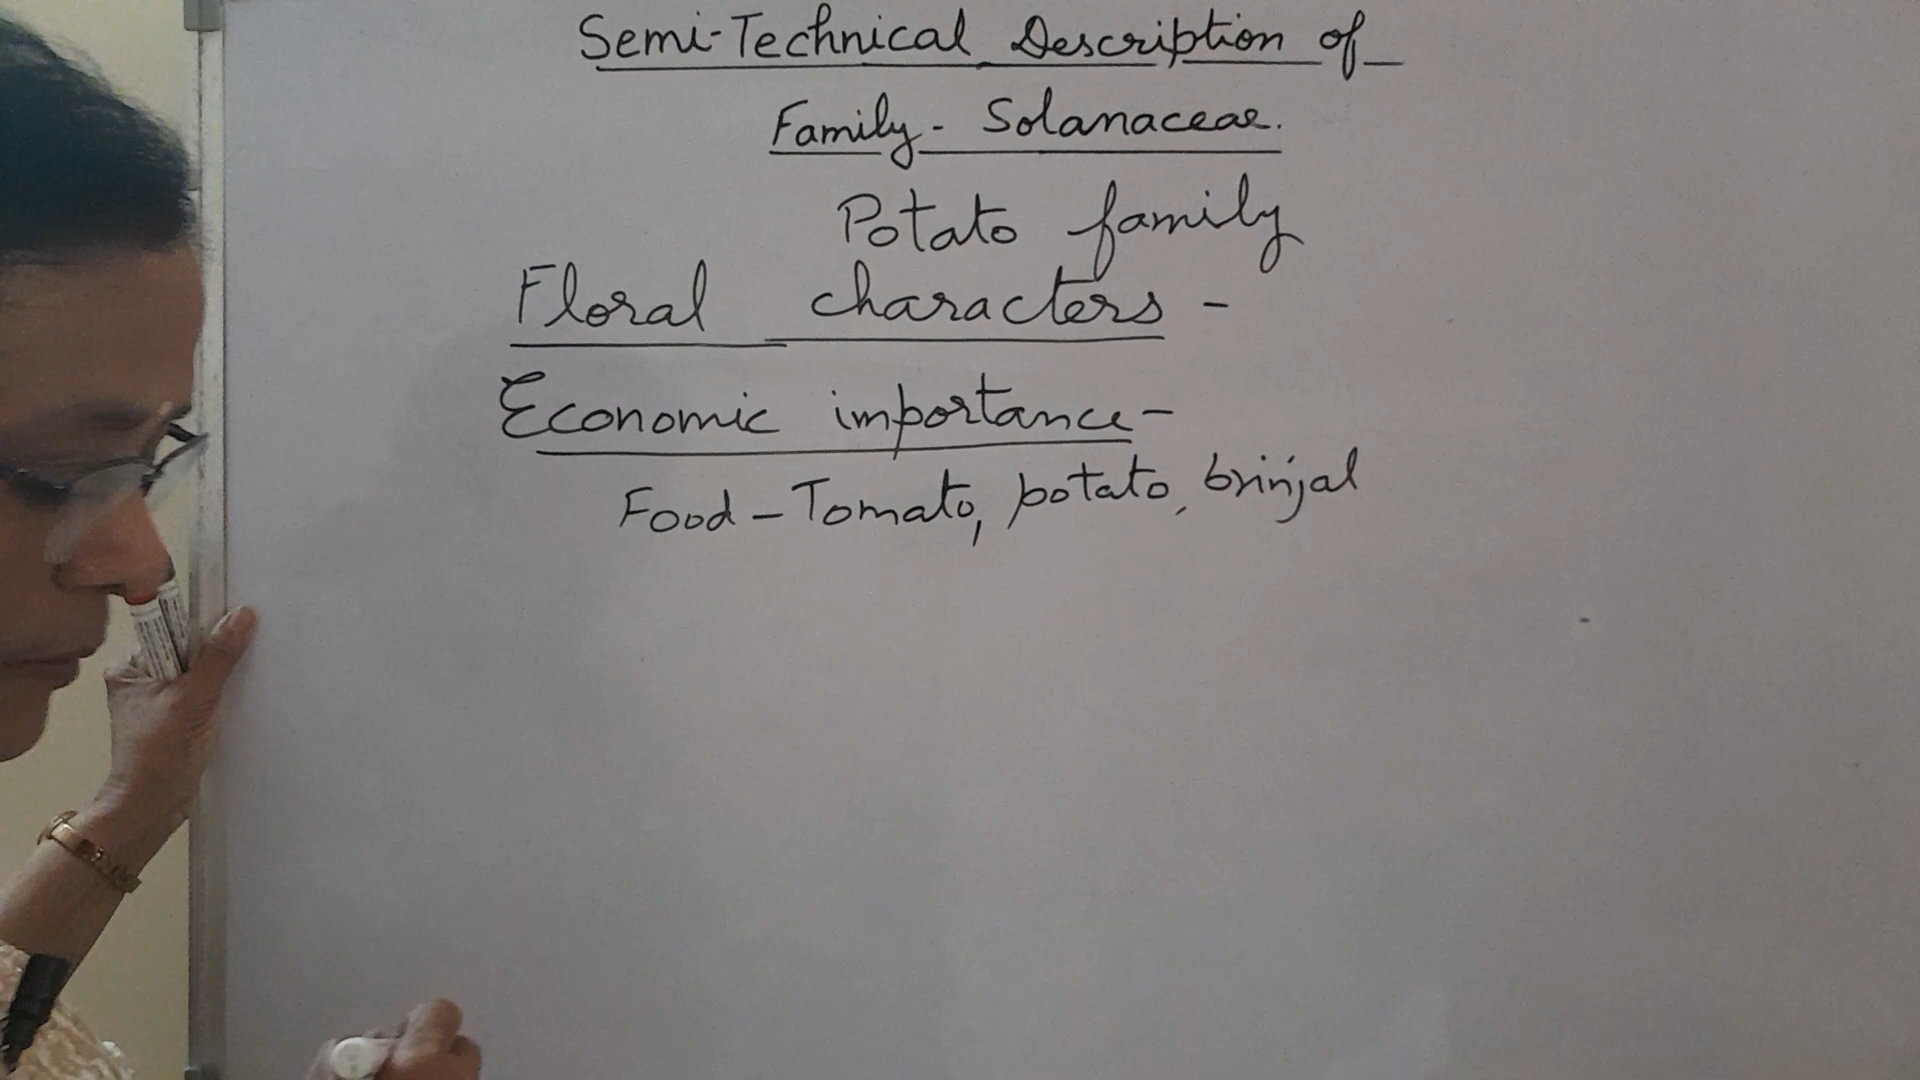 Semi-Technical Description of
Family - Solanaceae.
Potato family
Floral characters -
Economic importance -
Food - Tomato, potato, brinjal